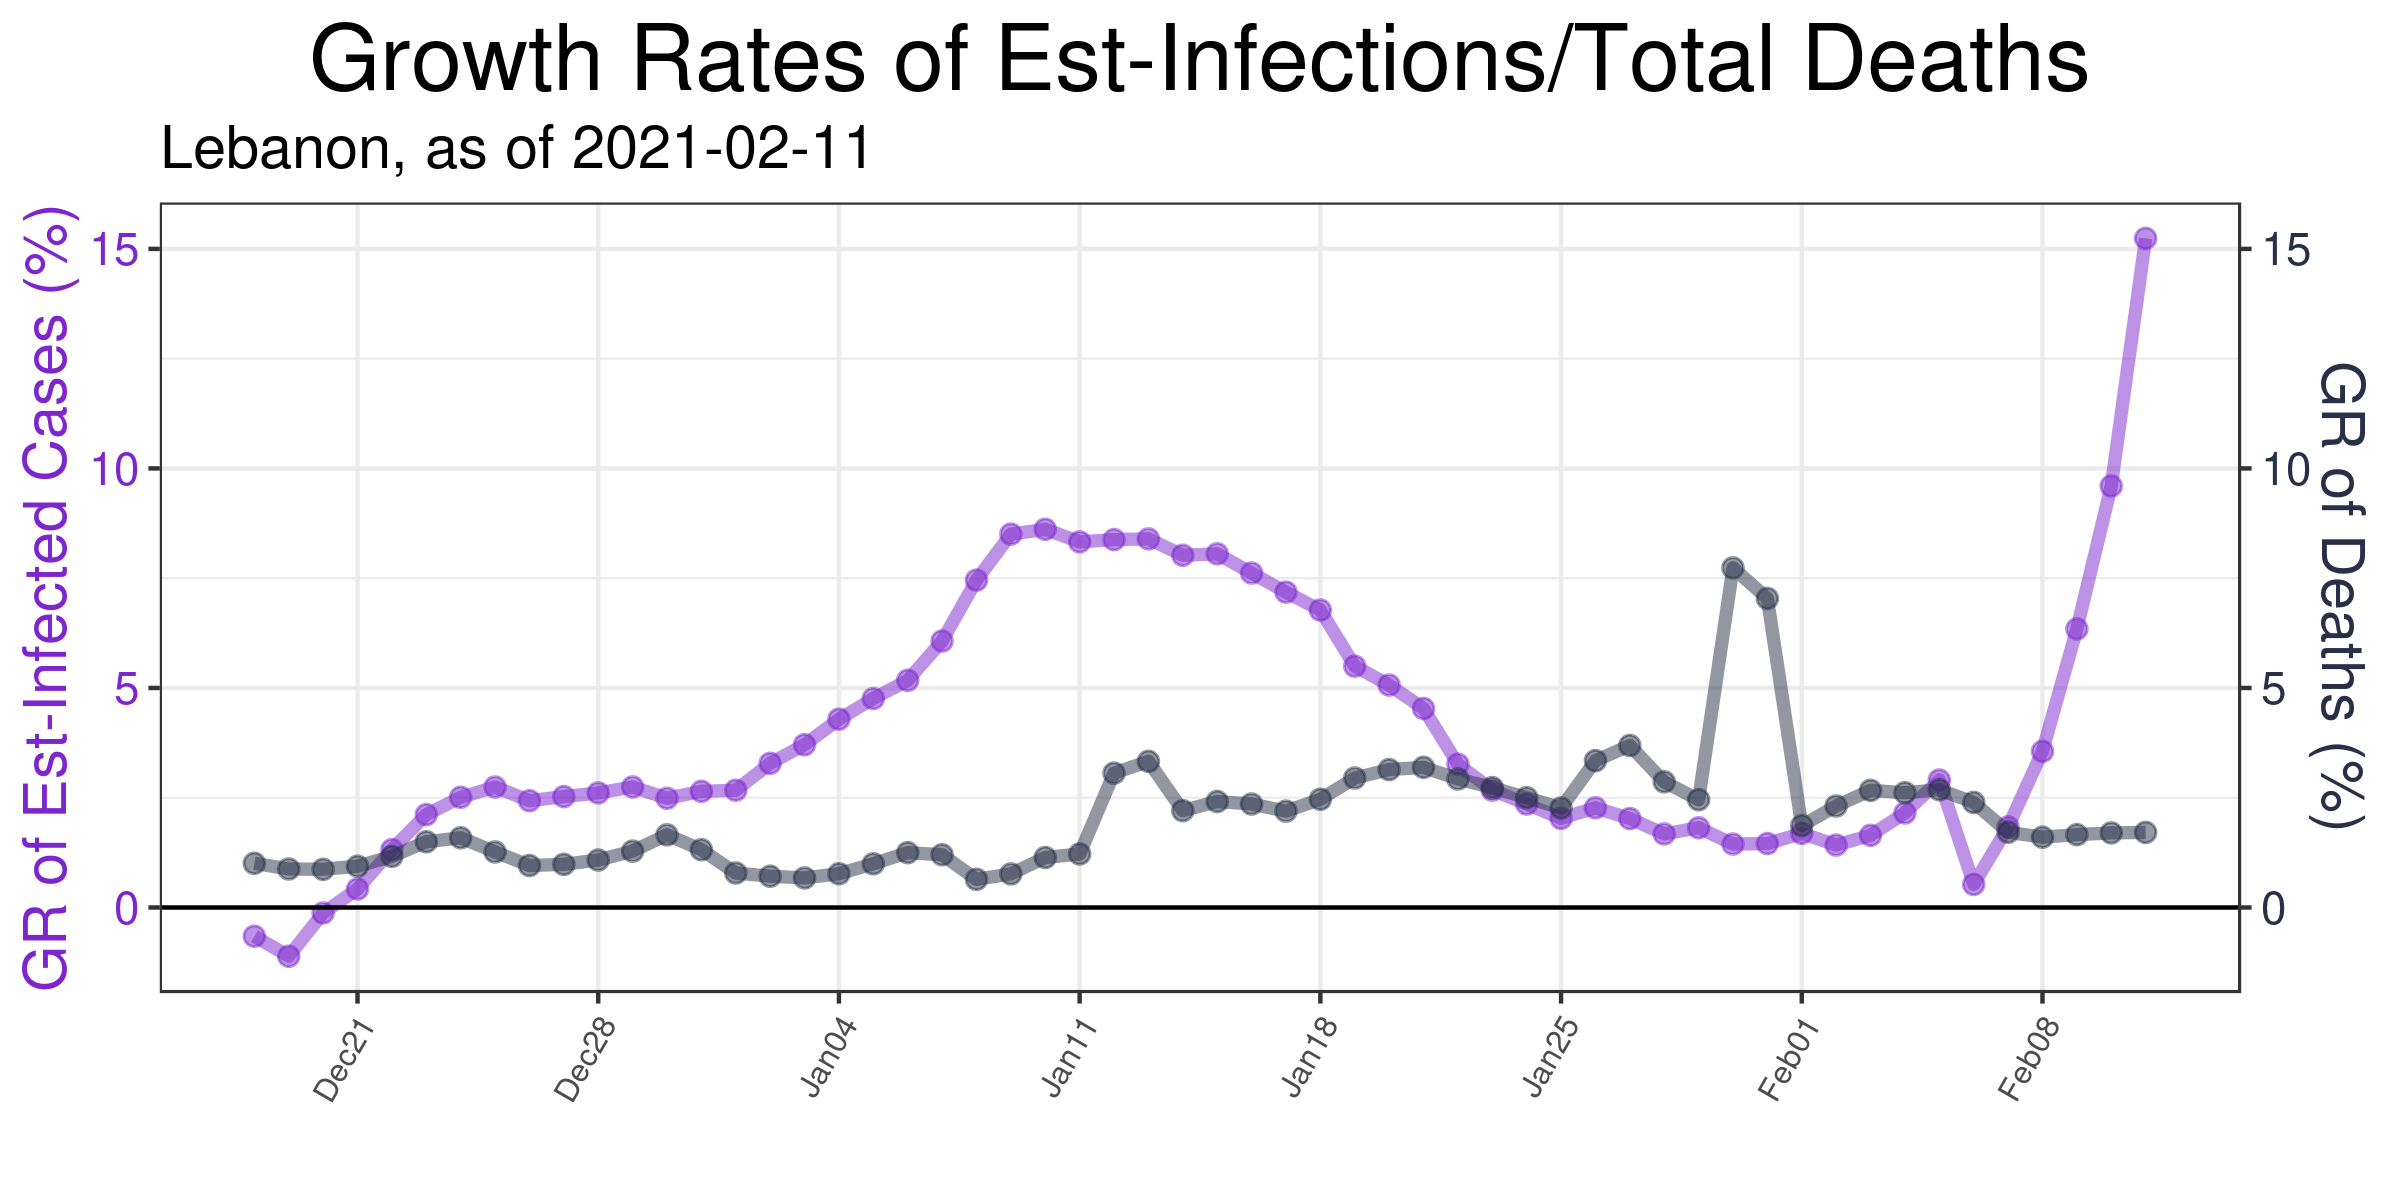 Growth Rates of Est-Infections/Total Deaths
Lebanon, as of 2021-02-11
GR of Est-Infected Cases (%)
15
10
5
0
15
10
5
0
GR of Deaths (%)
Dec21
Dec28
Jan04
Jan11
Jan18
Jan25
Feb01
Feb08